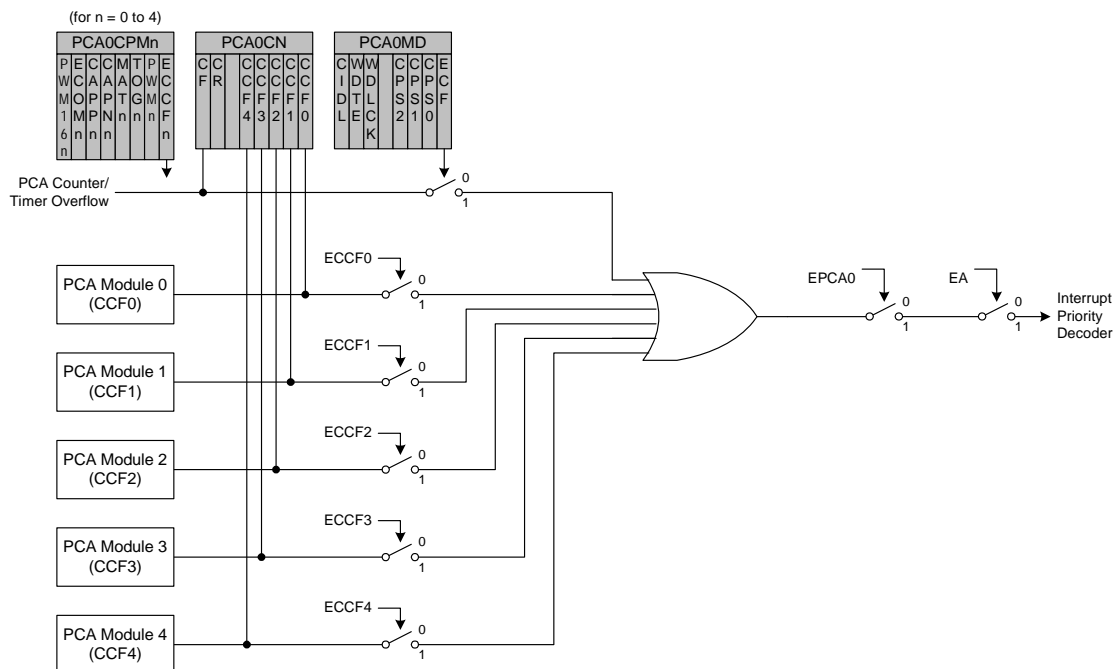 (for n = 0 to 4)
PCA0CPMn
PWM16n
ECOMn
CAPPn
CAPNn
MATn
TOGn
PWMn
ECCFn
PCA0CN
CF
CR
CCF4
CCF3
CCF2
CCF1
CCF0
PCA0MD
CIDL
WDTE
WDLCK
CPS2
CPS1
CPS0
ECF
PCA Counter/
Timer Overflow
0
1
PCA Module 0
(CCF0)
ECCF0
0
1
EPCA0
0
1
EA
0
1
Interrupt
Priority
Decoder
PCA Module 1
(CCF1)
ECCF1
0
1
PCA Module 2
(CCF2)
ECCF2
0
1
PCA Module 3
(CCF3)
ECCF3
0
1
PCA Module 4
(CCF4)
ECCF4
0
1